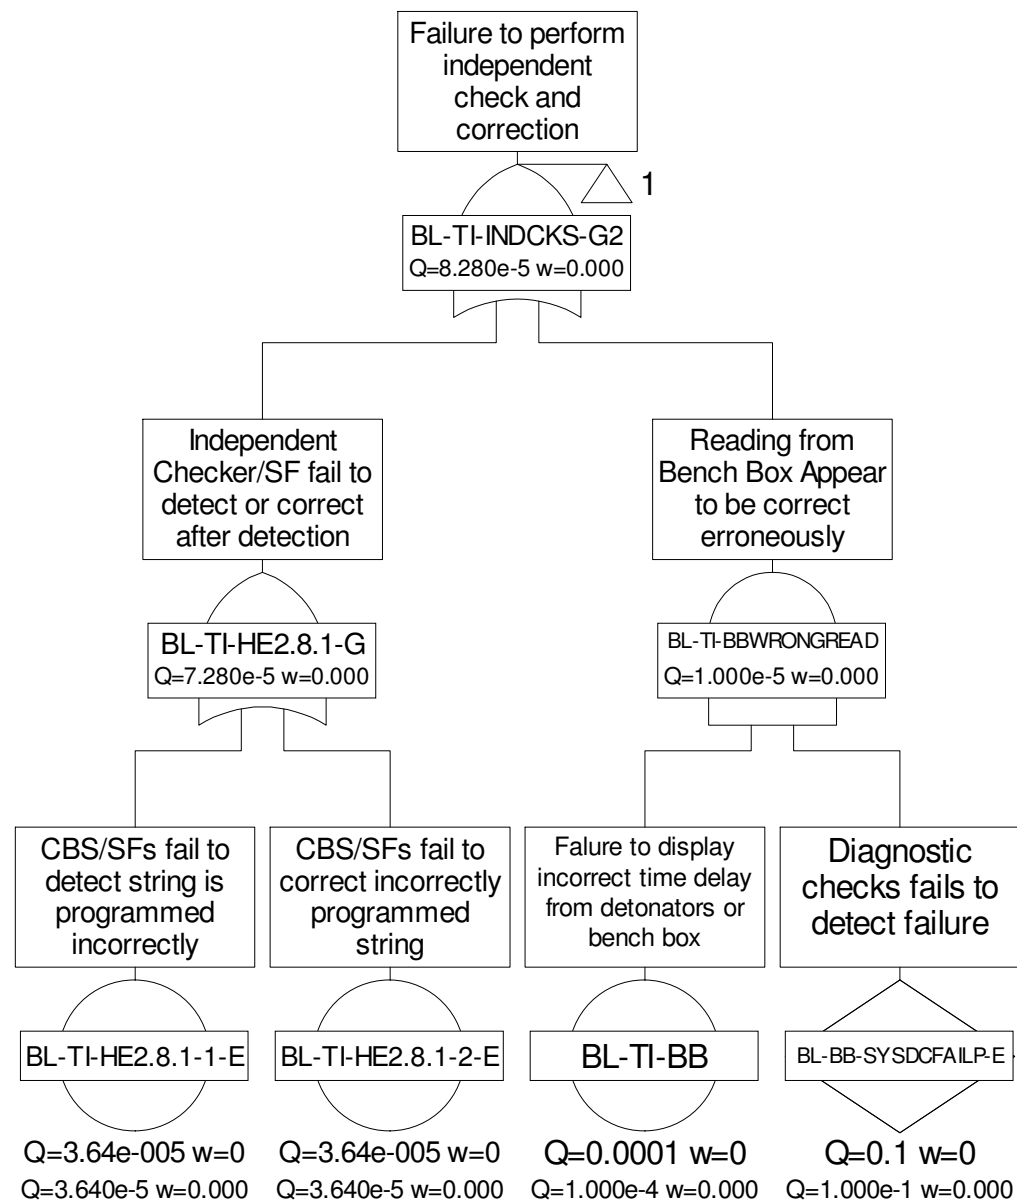 Failure to perform
independent
check and
correction
1
BL-TI-INDCKS-G2
Q=8.280e-5 w=0.000
Independent
Checker/SF fail to
detect or correct
after detection
Reading from
Bench Box Appear
to be correct
erroneously
BL-TI-HE2.8.1-G
Q=7.280e-5 w=0.000
BL-TI-BBWRONGREAD
Q=1.000e-5 w=0.000
CBS/SFs fail to
detect string is
programmed
incorrectly
CBS/SFs fail to
correct incorrectly
programmed
string
Falure to display
incorrect time delay
from detonators or
bench box
Diagnostic
checks fails to
detect failure
BL-TI-HE2.8.1-1-E
BL-TI-HE2.8.1-2-E
BL-TI-BB
BL-BB-SYSDCFAILP-E
Q=3.64e-005 w=0
Q=3.64e-005 w=0
Q=0.0001 w=0
Q=0.1 w=0
Q=3.640e-5 w=0.000
Q=3.640e-5 w=0.000
Q=1.000e-4 w=0.000
Q=1.000e-1 w=0.000